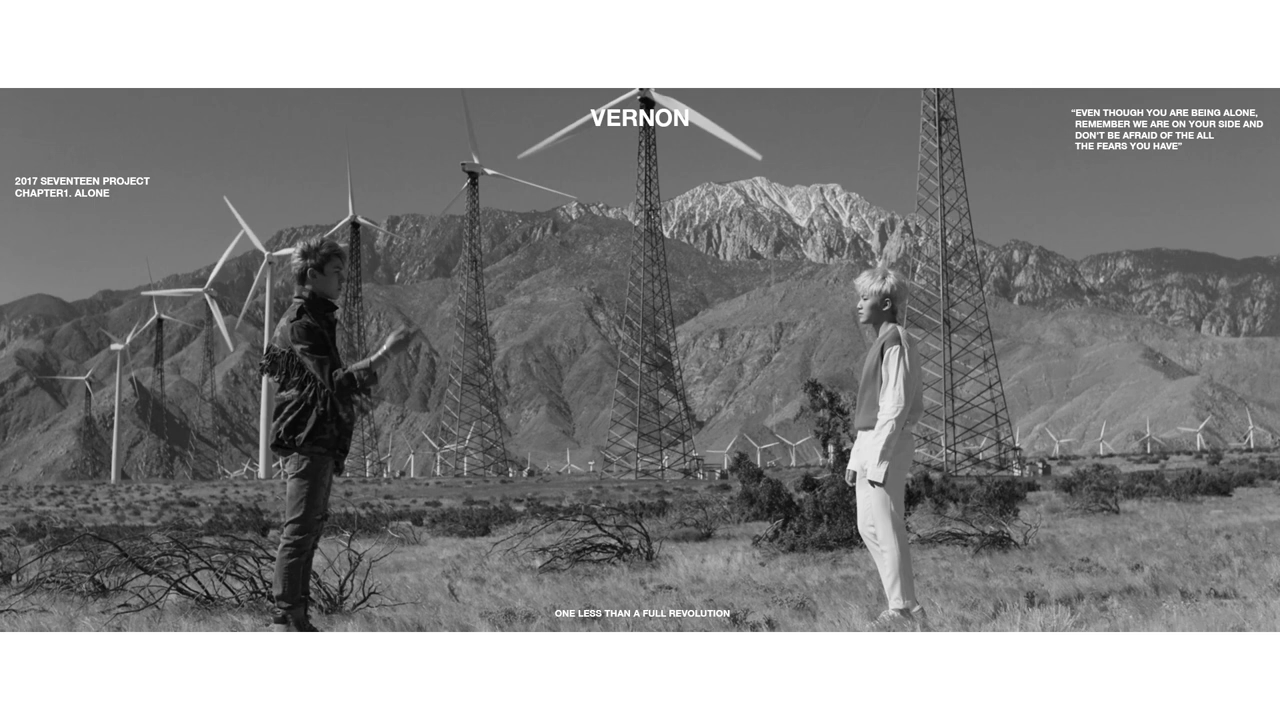 VERNON
“EVEN THOUGH YOU ARE BEING ALONE,
REMEMBER WE ARE ON YOUR SIDE AND
DON'T BE AFRAID OF THE ALL
THE FEARS YOU HAVE”
2017 SEVENTEEN PROJECT
CHAPTER1. ALONE
ONE LESS THAN A FULL REVOLUTION